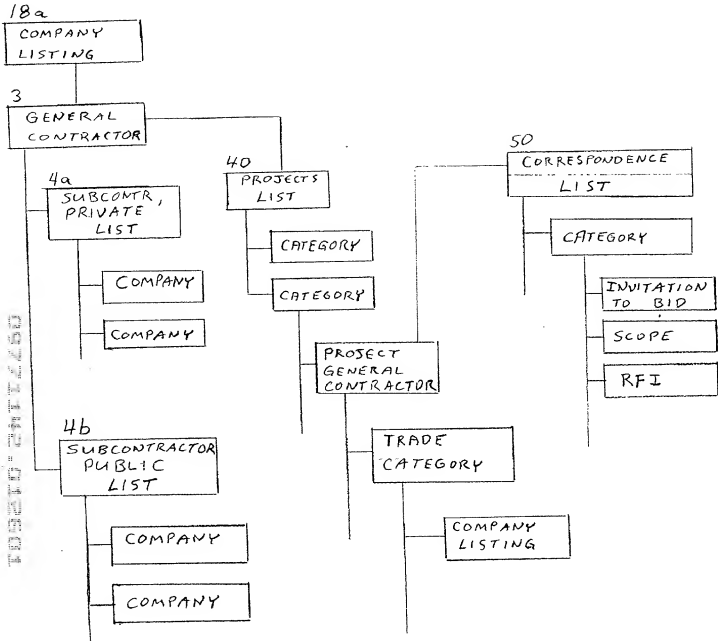 18a
COMPANY
LISTING
3
GENERAL
CONTRACTOR
4a
SUBCONTR,
PRIVATE
LIST
COMPANY
COMPANY
4b
SUBCONTRACTOR
PUBLIC
LIST
COMPANY
COMPANY
40
PROJECTS
LIST
CATEGORY
CATEGORY
PROJECT
GENERAL
CONTRACTOR
TRADE
CATEGORY
COMPANY
LISTING
50
CORRESPONDENCE
LIST
CATEGORY
INVITATION
TO BID
SCOPE
RFI